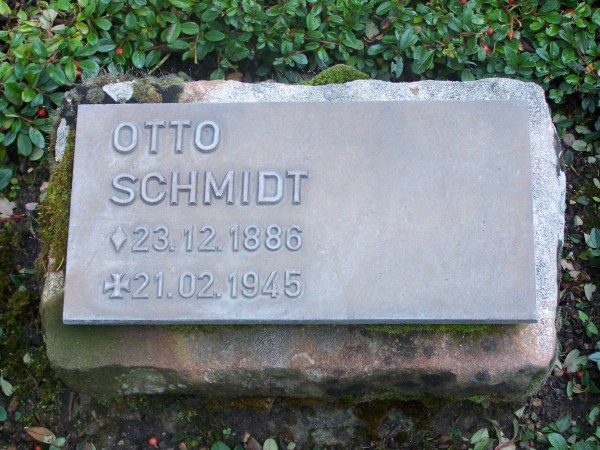 OTTO
SCHMIDT
♦ 23.12.1886
✠ 21.02.1945